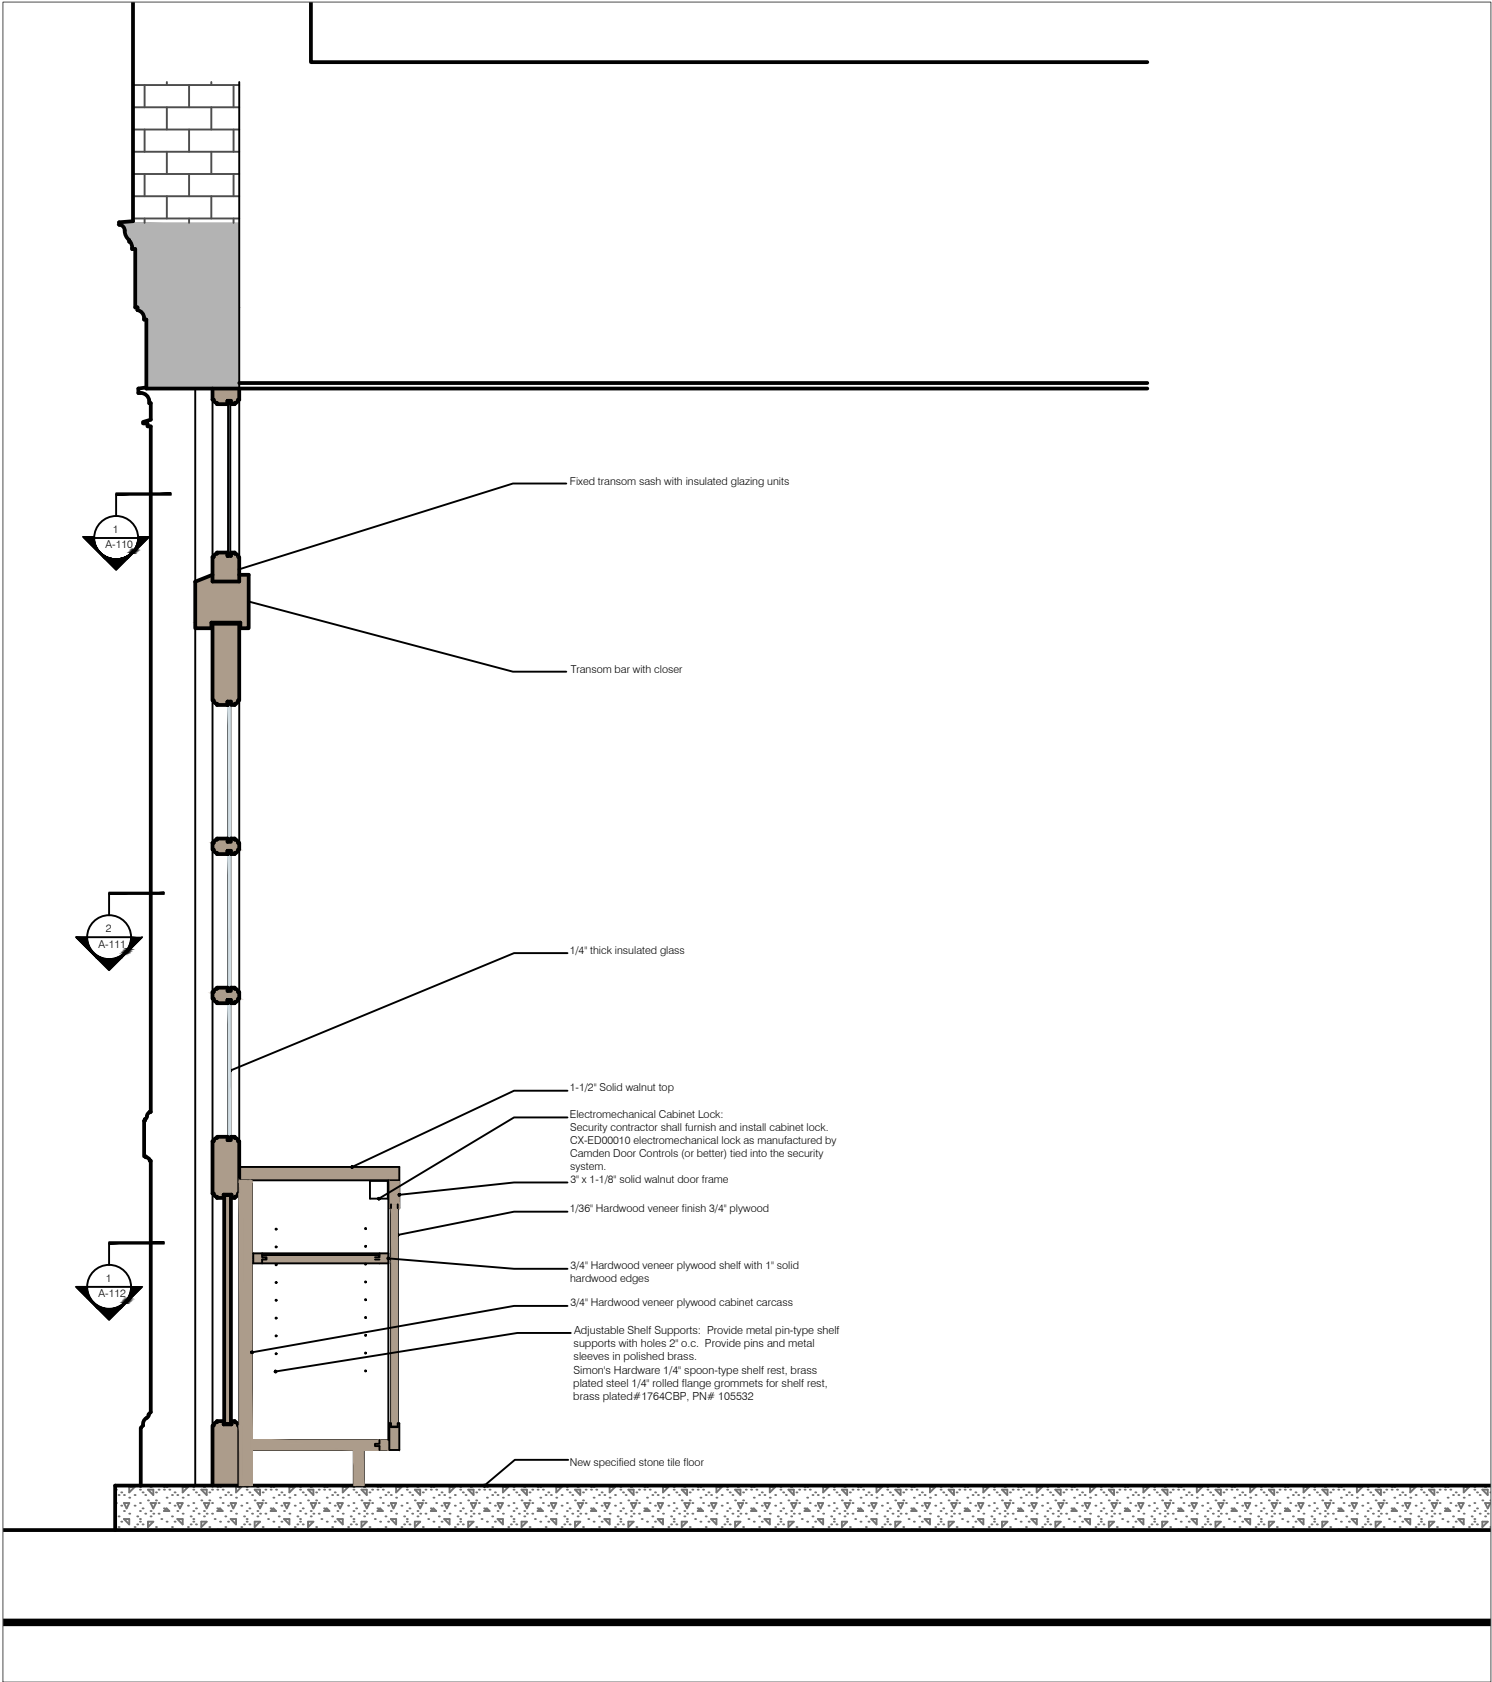 Fixed transom sash with insulated glazing units
1
A-110
Transom bar with closer
2
A-111
1/4" thick insulated glass
1-1/2" Solid walnut top
Electromechanical Cabinet Lock:
Security contractor shall furnish and install cabinet lock.
CX-ED00010 electromechanical lock as manufactured by
Camden Door Controls (or better) tied into the security
system.
3" x 1-1/8" solid walnut door frame
1/36" Hardwood veneer finish 3/4" plywood
3/4" Hardwood veneer plywood shelf with 1" solid
hardwood edges
1
A-112
3/4" Hardwood veneer plywood cabinet carcass
Adjustable Shelf Supports:  Provide metal pin-type shelf
supports with holes 2" o.c.  Provide pins and metal
sleeves in polished brass.
Simon's Hardware 1/4" spoon-type shelf rest, brass
plated steel 1/4" rolled flange grommets for shelf rest,
brass plated#1764CBP, PN# 105532
New specified stone tile floor